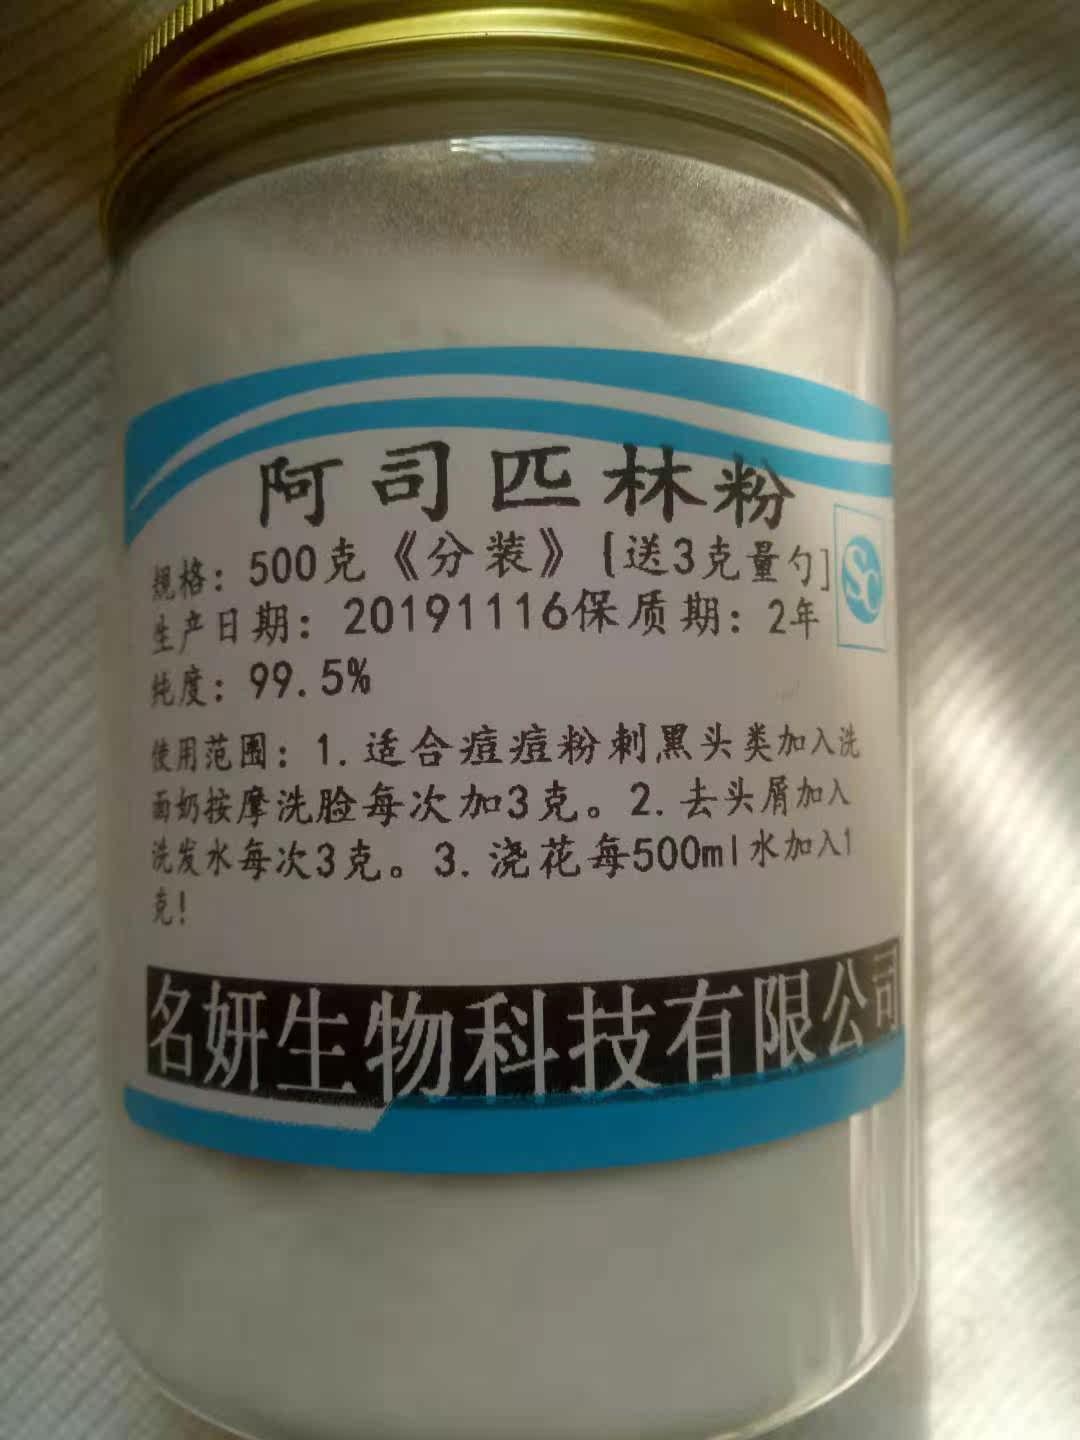 阿司匹林粉
规格：500克《分装》[送3克量勺]
SC
生产日期：20191116保质期：2年
纯度：99.5%
使用范围：1.适合痘痘粉刺黑头类加入洗
面奶按摩洗脸每次加3克。2.去头屑加入
洗发水每次3克。3.浇花每500ml水加入1
克！
名妍生物科技有限公司